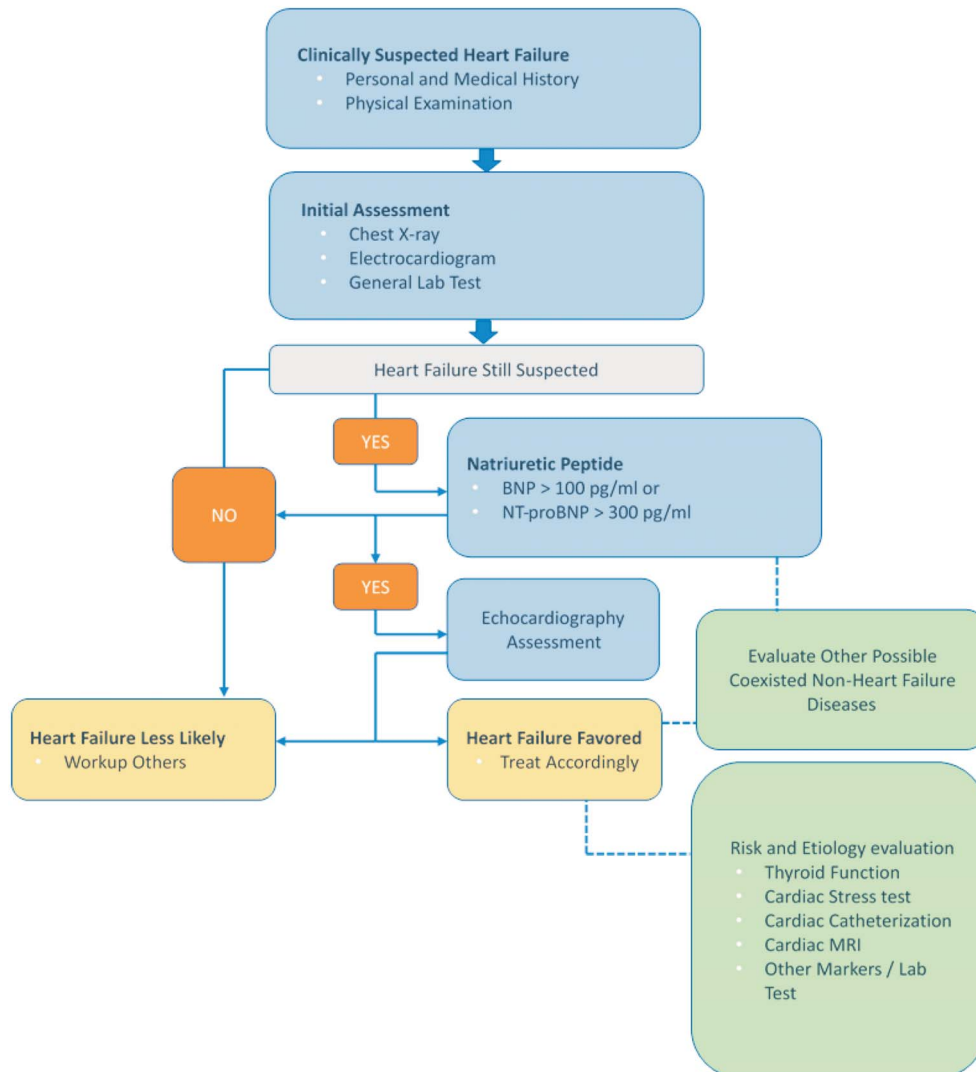 Clinically Suspected Heart Failure
Personal and Medical History
Physical Examination
Initial Assessment
Chest X-ray
Electrocardiogram
General Lab Test
Heart Failure Still Suspected
YES
Natriuretic Peptide
BNP > 100 pg/ml or
NT-proBNP > 300 pg/ml
NO
YES
Echocardiography
Assessment
Evaluate Other Possible
Coexisted Non-Heart Failure
Diseases
Heart Failure Less Likely
Workup Others
Heart Failure Favored
Treat Accordingly
Risk and Etiology evaluation
Thyroid Function
Cardiac Stress test
Cardiac Catheterization
Cardiac MRI
Other Markers / Lab
Test